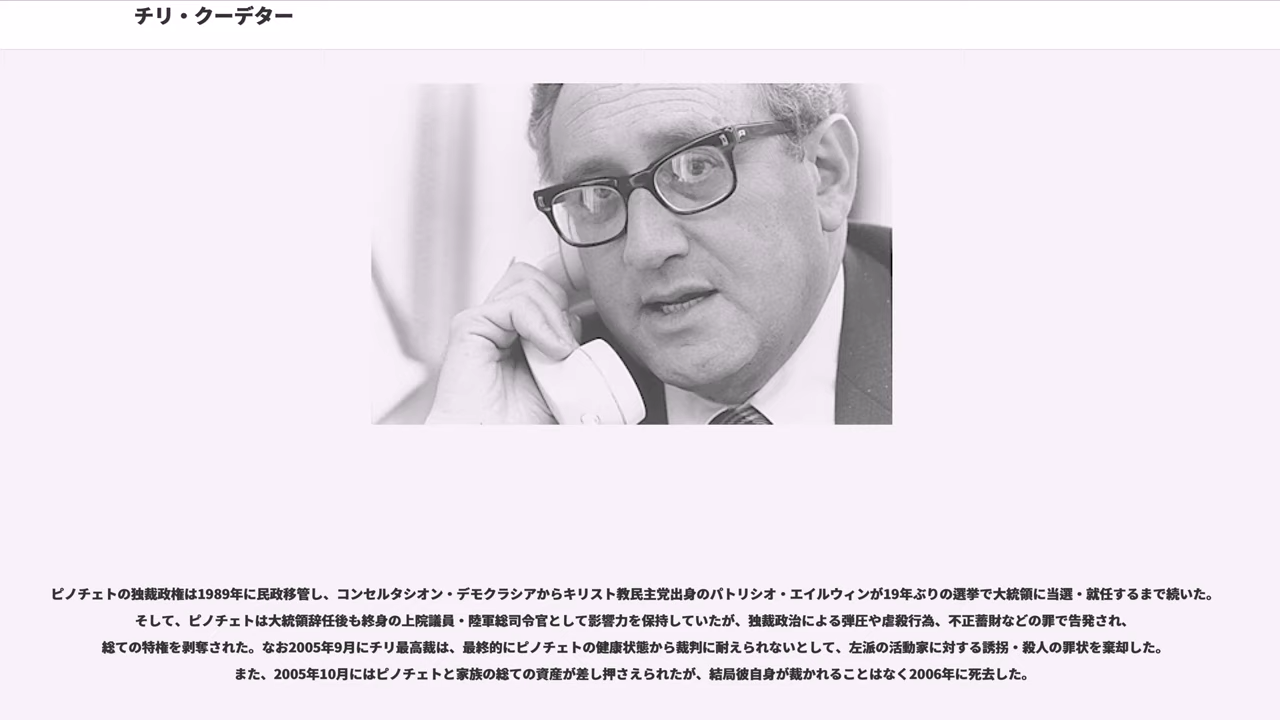 チリ・クーデター
ピノチェトの独裁政権は1989年に民政移管し、コンセルタシオン・デモクラシアからキリスト教民主党出身のパトリシオ・エイルウィンが19年ぶりの選挙で大統領に当選・就任するまで続いた。
そして、ピノチェトは大統領辞任後も終身の上院議員・陸軍総司令官として影響力を保持していたが、独裁政治による弾圧や虐殺行為、不正蓄財などの罪で告発され、
総ての特権を剥奪された。なお2005年9月にチリ最高裁は、最終的にピノチェトの健康状態から裁判に耐えられないとして、左派の活動家に対する誘拐・殺人の罪状を棄却した。
また、2005年10月にはピノチェトと家族の総ての資産が差し押さえられたが、結局彼自身が裁かれることはなく2006年に死去した。